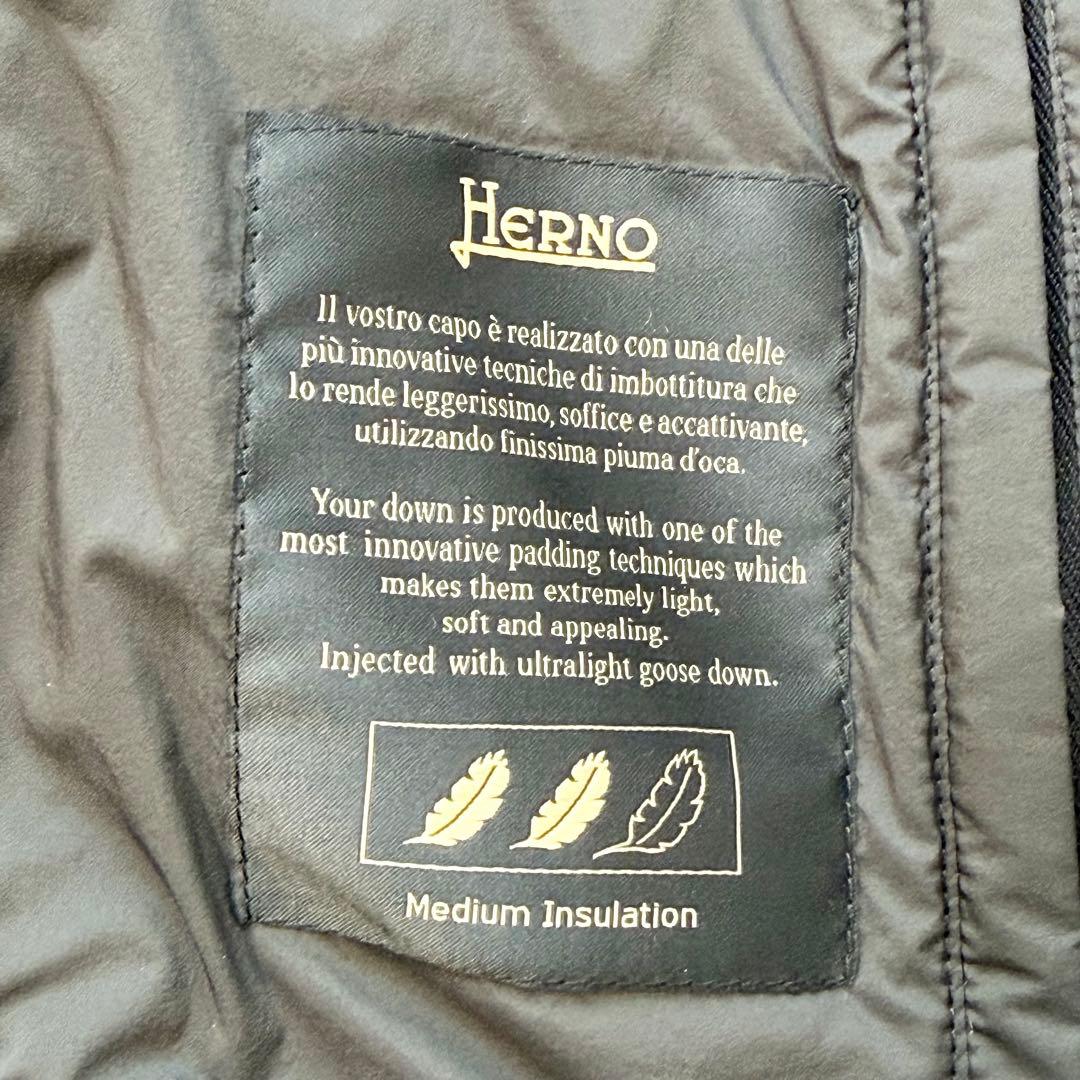 HERNO
Il vostro capo è realizzato con una delle
più innovative tecniche di imbottitura che
lo rende leggerissimo, soffice e accattivante,
utilizzando finissima piuma d'oca.
Your down is produced with one of the
most innovative padding techniques which
makes them extremely light,
soft and appealing.
Injected with ultralight goose down.
Medium Insulation